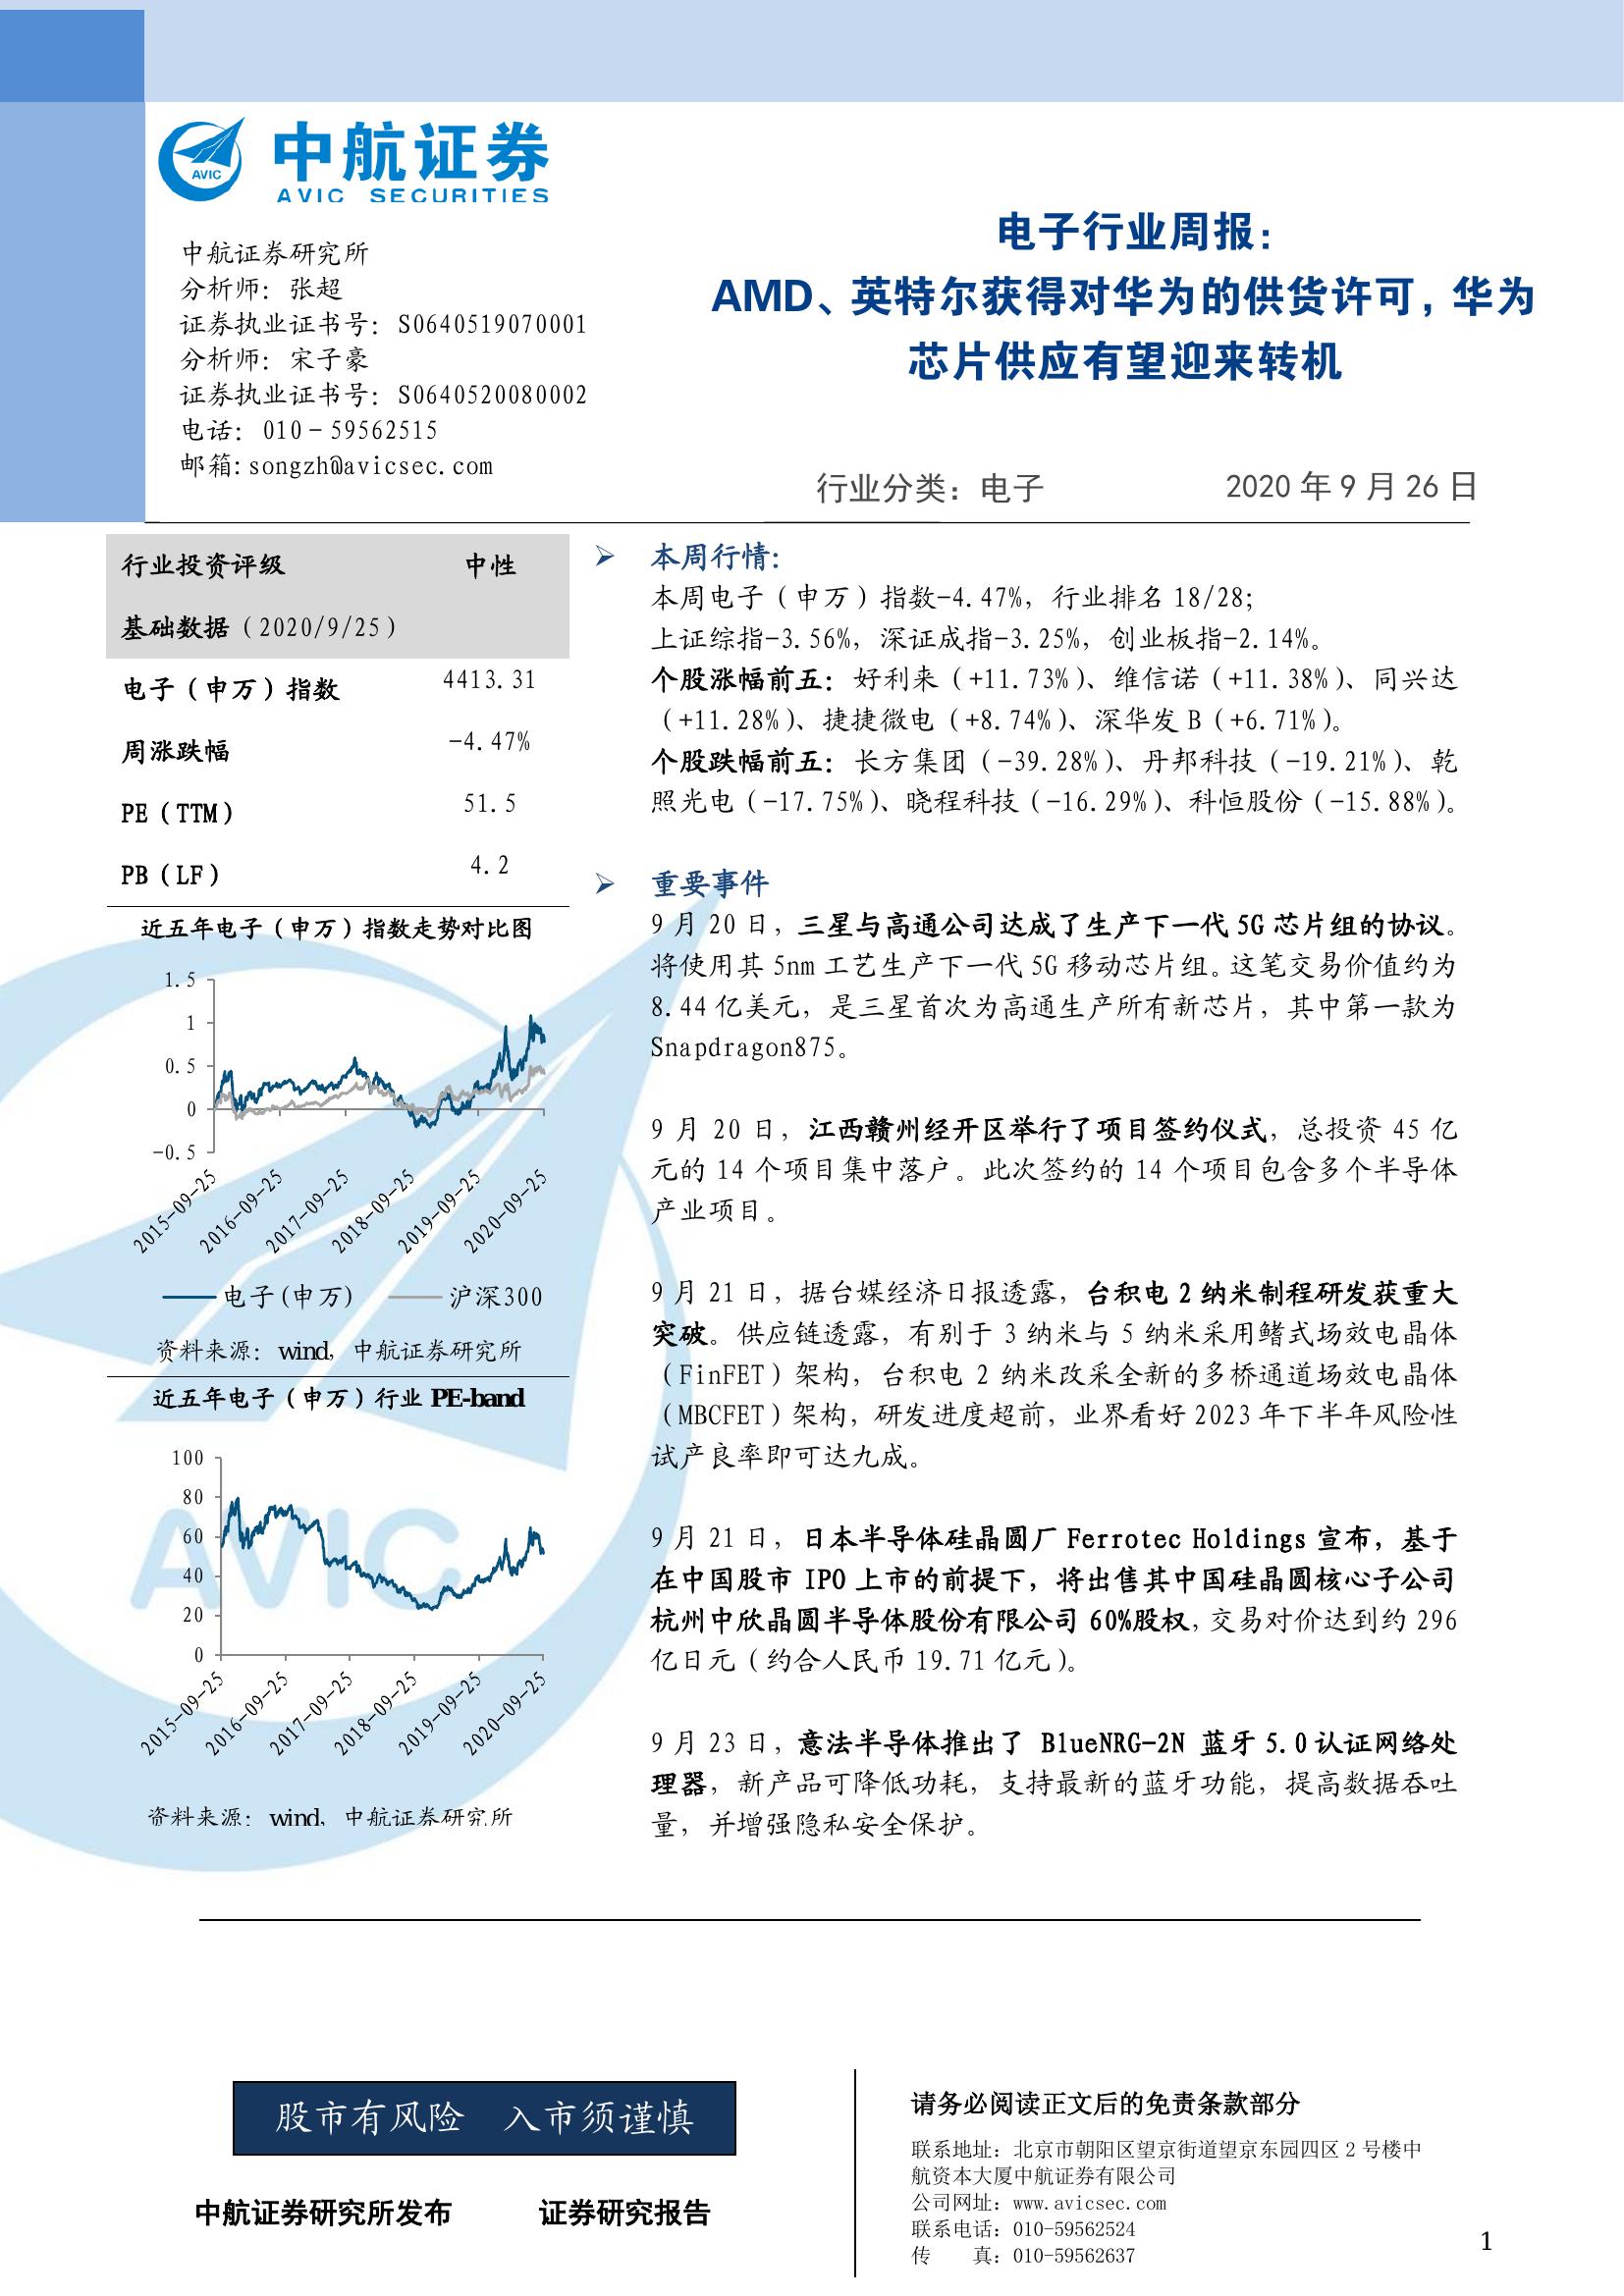 中航证券
AVIC SECURITIES
中航证券研究所
分析师：张超
证券执业证书号：S0640519070001
分析师：宋子豪
证券执业证书号：S0640520080002
电话：010－59562515
邮箱:songzh@avicsec.com
电子行业周报：
AMD、英特尔获得对华为的供货许可，华为
芯片供应有望迎来转机
行业分类：电子 2020 年 9 月 26 日
行业投资评级 中性
基础数据（2020/9/25）
电子（申万）指数 4413.31
周涨跌幅 -4.47%
PE（TTM） 51.5
PB（LF） 4.2
近五年电子（申万）指数走势对比图
1.5
1
0.5
0
-0.5
2015-09-25
2016-09-25
2017-09-25
2018-09-25
2019-09-25
2020-09-25
电子(申万) 沪深300
资料来源：wind，中航证券研究所
近五年电子（申万）行业 PE-band
100
80
60
40
20
0
2015-09-25
2016-09-25
2017-09-25
2018-09-25
2019-09-25
2020-09-25
资料来源：wind，中航证券研究所
本周行情：
本周电子（申万）指数-4.47%，行业排名 18/28；
上证综指-3.56%，深证成指-3.25%，创业板指-2.14%。
个股涨幅前五：好利来（+11.73%）、维信诺（+11.38%）、同兴达
（+11.28%）、捷捷微电（+8.74%）、深华发 B（+6.71%）。
个股跌幅前五：长方集团（-39.28%）、丹邦科技（-19.21%）、乾
照光电（-17.75%）、晓程科技（-16.29%）、科恒股份（-15.88%）。
重要事件
9 月 20 日，三星与高通公司达成了生产下一代 5G 芯片组的协议。
将使用其 5nm 工艺生产下一代 5G 移动芯片组。这笔交易价值约为
8.44 亿美元，是三星首次为高通生产所有新芯片，其中第一款为
Snapdragon875。
9 月 20 日，江西赣州经开区举行了项目签约仪式，总投资 45 亿
元的 14 个项目集中落户。此次签约的 14 个项目包含多个半导体
产业项目。
9 月 21 日，据台媒经济日报透露，台积电 2 纳米制程研发获重大
突破。供应链透露，有别于 3 纳米与 5 纳米采用鳍式场效电晶体
（FinFET）架构，台积电 2 纳米改采全新的多桥通道场效电晶体
（MBCFET）架构，研发进度超前，业界看好 2023 年下半年风险性
试产良率即可达九成。
9 月 21 日，日本半导体硅晶圆厂 Ferrotec Holdings 宣布，基于
在中国股市 IPO 上市的前提下，将出售其中国硅晶圆核心子公司
杭州中欣晶圆半导体股份有限公司 60%股权，交易对价达到约 296
亿日元（约合人民币 19.71 亿元）。
9 月 23 日，意法半导体推出了 BlueNRG-2N 蓝牙 5.0 认证网络处
理器，新产品可降低功耗，支持最新的蓝牙功能，提高数据吞吐
量，并增强隐私安全保护。
股市有风险 入市须谨慎
中航证券研究所发布 证券研究报告
请务必阅读正文后的免责条款部分
联系地址：北京市朝阳区望京街道望京东园四区 2 号楼中
航资本大厦中航证券有限公司
公司网址：www.avicsec.com
联系电话：010-59562524
传 真：010-59562637
1